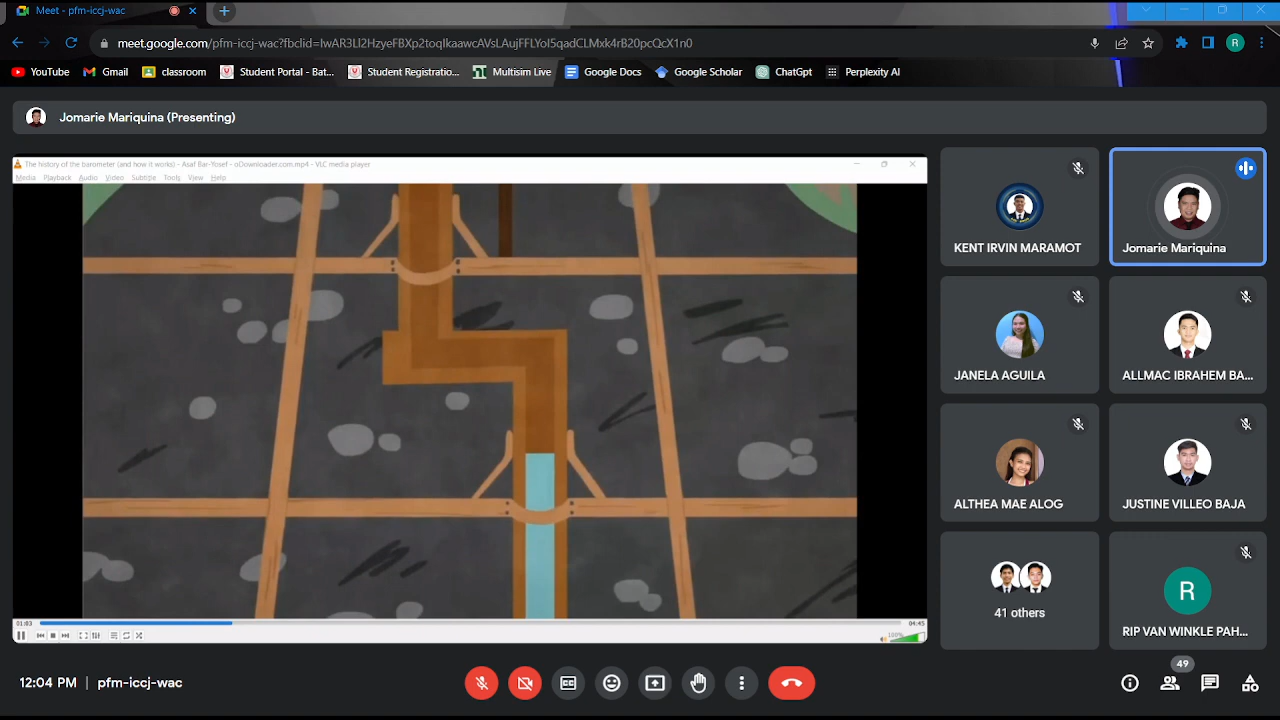 Meet - pfm-iccj-wac
meet.google.com/pfm-iccj-wac?fbclid=IwAR3LI2HzyeFBXp2toqIkaawcAVsLAujFFLYoI5qadCLMxk4rB20pcQcX1n0
R
YouTube Gmail classroom Student Portal - Bat... Student Registratio... Multisim Live Google Docs Google Scholar ChatGpt Perplexity AI
Jomarie Mariquina (Presenting)
The history of the barometer (and how it works) - Asaf Bar-Yosef - oDownloader.com.mp4 - VLC media player
Media Playback Audio Video Subtitle Tools View Help
01:03
04:45
100%
KENT IRVIN MARAMOT
Jomarie Mariquina
JANELA AGUILA
ALLMAC IBRAHEM BA...
ALTHEA MAE ALOG
JUSTINE VILLEO BAJA
41 others
R
RIP VAN WINKLE PAH...
12:04 PM | pfm-iccj-wac
49